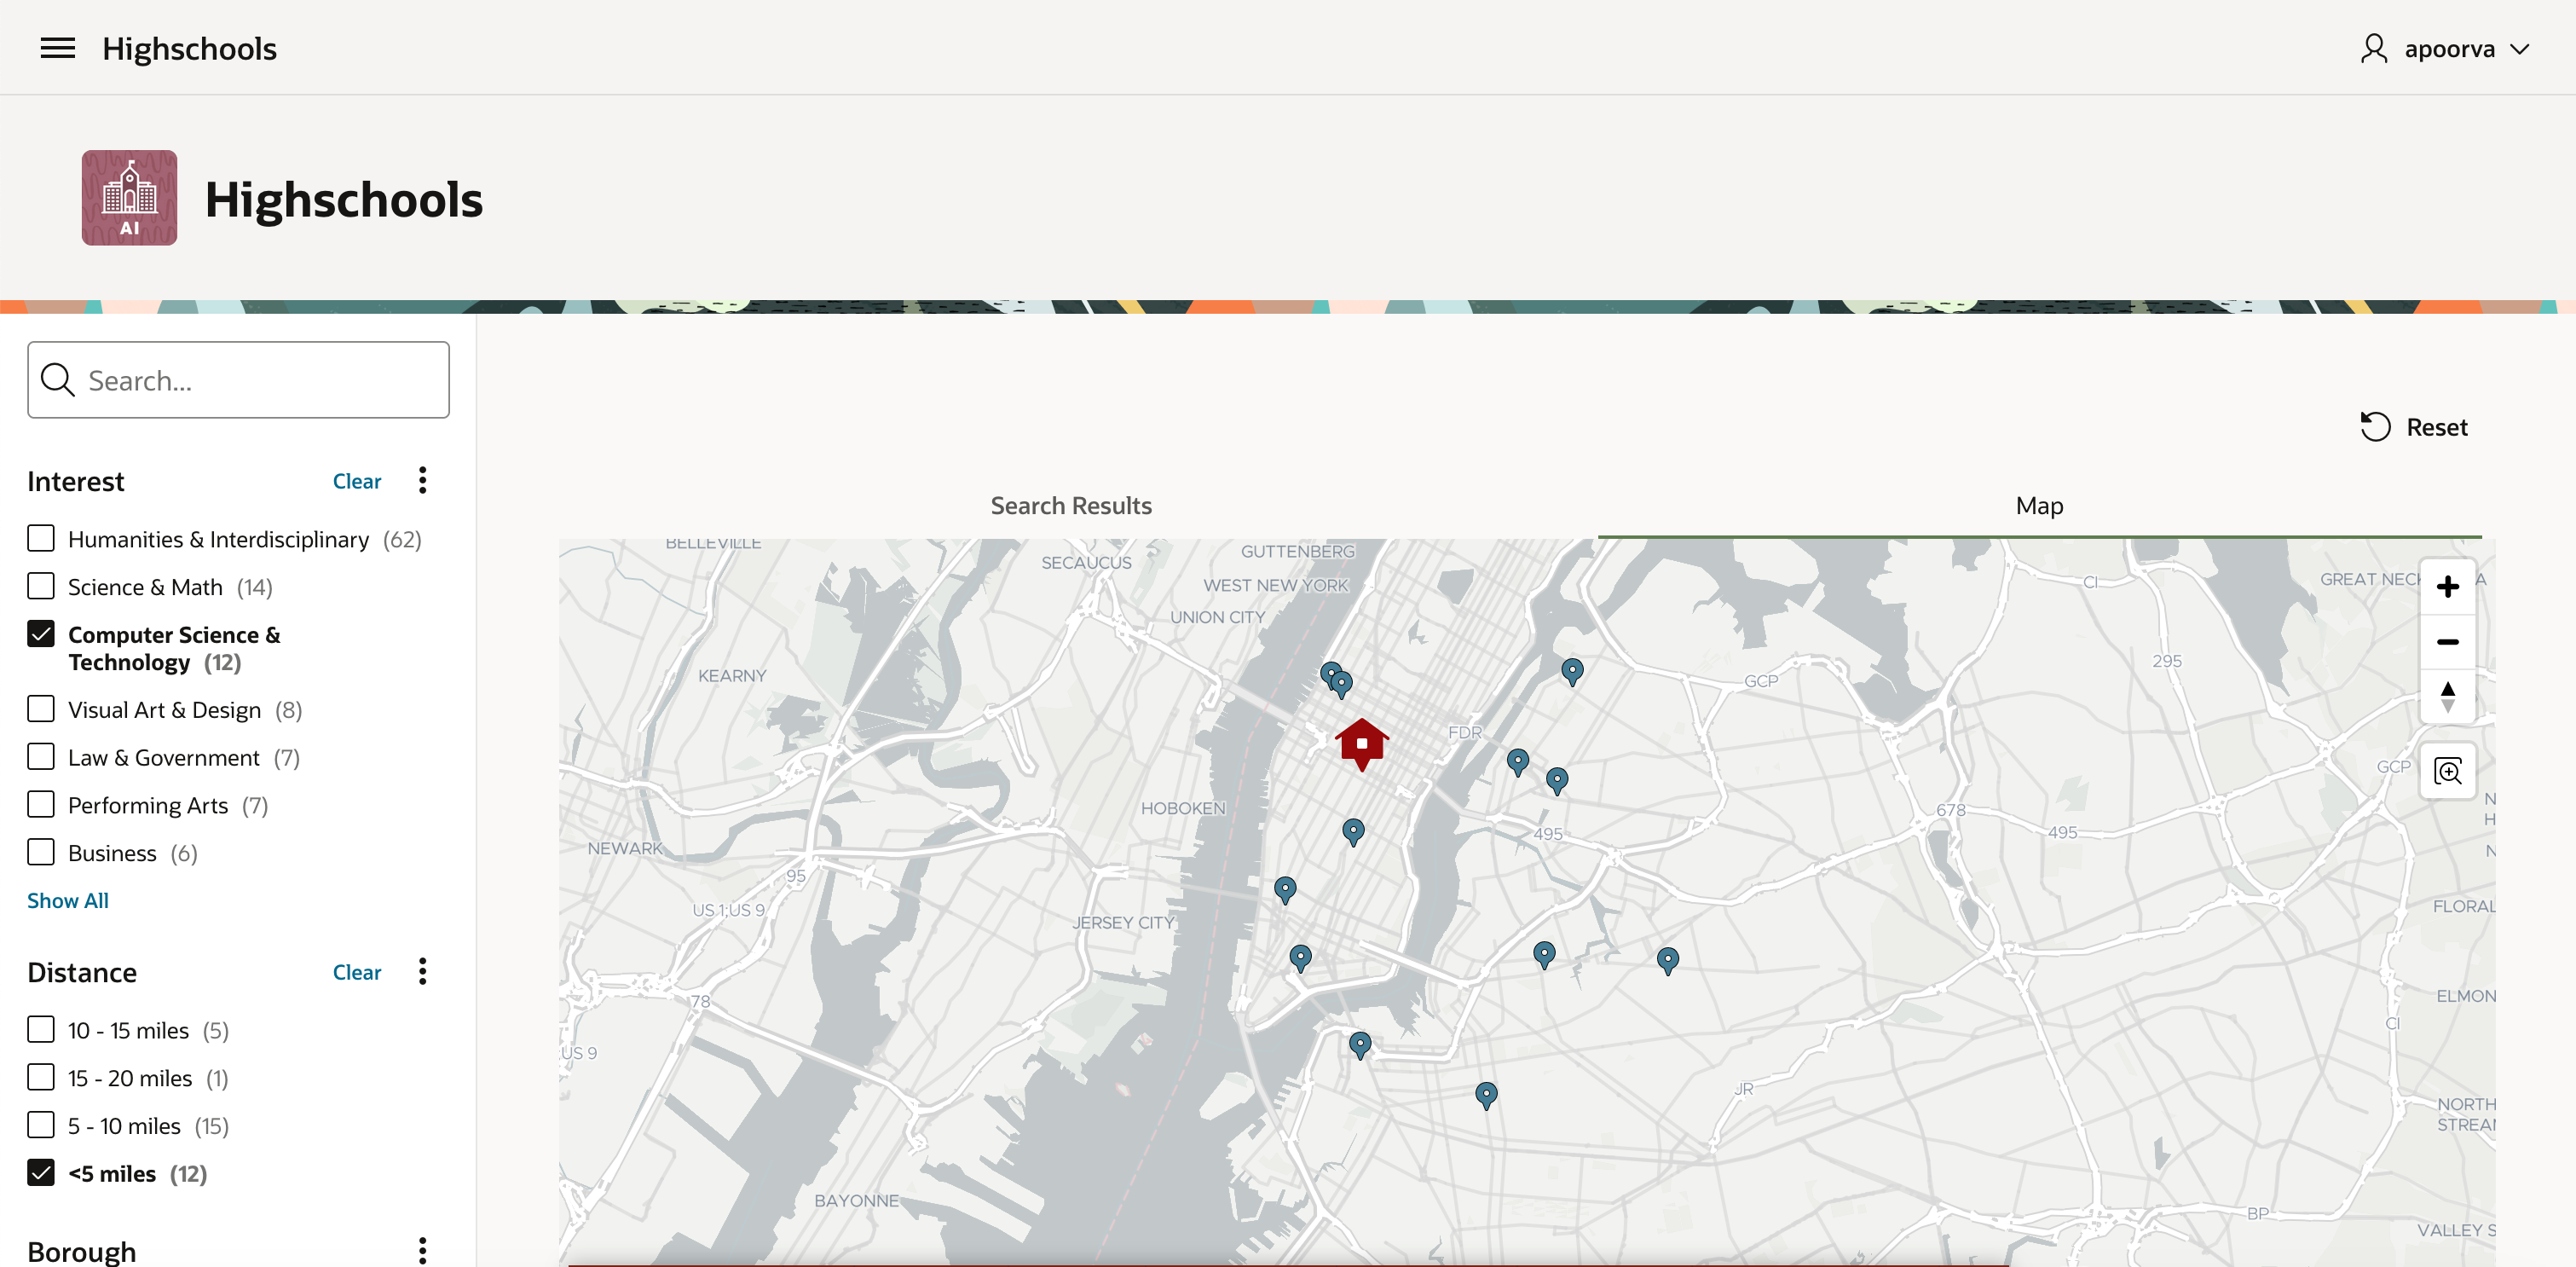 Highschools
apoorva
AI
Highschools
Search...
Reset
Interest
Clear
Humanities & Interdisciplinary (62)
Science & Math (14)
Computer Science &
Technology (12)
Visual Art & Design (8)
Law & Government (7)
Performing Arts (7)
Business (6)
Show All
Distance
Clear
10 - 15 miles (5)
15 - 20 miles (1)
5 - 10 miles (15)
<5 miles (12)
Borough
Search Results
Map
BELLEVILLE
SECAUCUS
GUTTENBERG
WEST NEW YORK
UNION CITY
KEARNY
HOBOKEN
NEWARK
95
US 1;US 9
JERSEY CITY
78
US 9
BAYONNE
FDR
495
GCP
CI
GREAT NECK
295
GCP
678
495
FLORAL
ELMON
CI
JR
NORTH
STREA
BP
VALLEY S